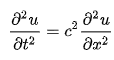 ∂²u/∂t² = c² ∂²u/∂x²